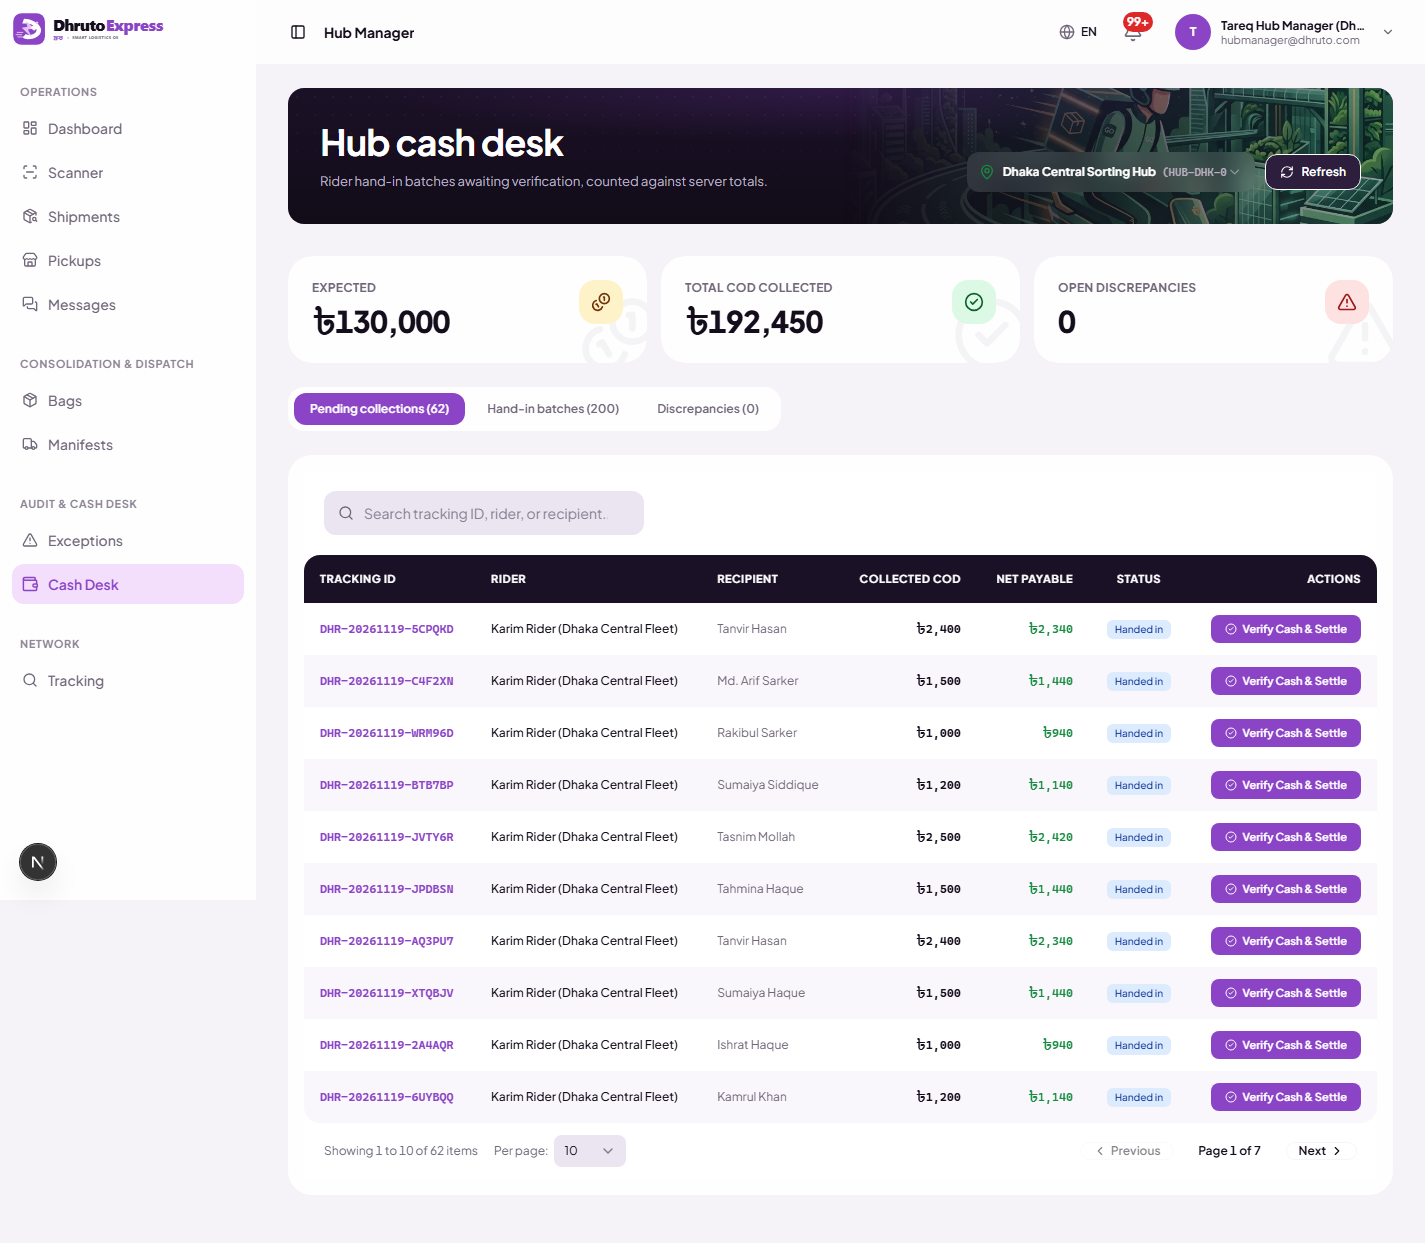 DhrutoExpress
SMART LOGISTICS OS
Hub Manager
EN
99+
T
Tareq Hub Manager (Dh...
hubmanager@dhruto.com
OPERATIONS
Dashboard
Scanner
Shipments
Pickups
Messages
CONSOLIDATION & DISPATCH
Bags
Manifests
AUDIT & CASH DESK
Exceptions
Cash Desk
NETWORK
Tracking
N
Hub cash desk
Rider hand-in batches awaiting verification, counted against server totals.
GO
Dhaka Central Sorting Hub (HUB-DHK-0
Refresh
EXPECTED
৳130,000
TOTAL COD COLLECTED
৳192,450
OPEN DISCREPANCIES
0
Pending collections (62)
Hand-in batches (200)
Discrepancies (0)
Search tracking ID, rider, or recipient..
TRACKING ID RIDER RECIPIENT COLLECTED COD NET PAYABLE STATUS ACTIONS
DHR-20261119-5CPQKD Karim Rider (Dhaka Central Fleet) Tanvir Hasan ৳2,400 ৳2,340 Handed in Verify Cash & Settle
DHR-20261119-C4F2XN Karim Rider (Dhaka Central Fleet) Md. Arif Sarker ৳1,500 ৳1,440 Handed in Verify Cash & Settle
DHR-20261119-WRM96D Karim Rider (Dhaka Central Fleet) Rakibul Sarker ৳1,000 ৳940 Handed in Verify Cash & Settle
DHR-20261119-BTB7BP Karim Rider (Dhaka Central Fleet) Sumaiya Siddique ৳1,200 ৳1,140 Handed in Verify Cash & Settle
DHR-20261119-JVTY6R Karim Rider (Dhaka Central Fleet) Tasnim Mollah ৳2,500 ৳2,420 Handed in Verify Cash & Settle
DHR-20261119-JPDBSN Karim Rider (Dhaka Central Fleet) Tahmina Haque ৳1,500 ৳1,440 Handed in Verify Cash & Settle
DHR-20261119-AQ3PU7 Karim Rider (Dhaka Central Fleet) Tanvir Hasan ৳2,400 ৳2,340 Handed in Verify Cash & Settle
DHR-20261119-XTQBJV Karim Rider (Dhaka Central Fleet) Sumaiya Haque ৳1,500 ৳1,440 Handed in Verify Cash & Settle
DHR-20261119-2A4AQR Karim Rider (Dhaka Central Fleet) Ishrat Haque ৳1,000 ৳940 Handed in Verify Cash & Settle
DHR-20261119-6UYBQQ Karim Rider (Dhaka Central Fleet) Kamrul Khan ৳1,200 ৳1,140 Handed in Verify Cash & Settle
Showing 1 to 10 of 62 items Per page: 10 Previous Page 1 of 7 Next